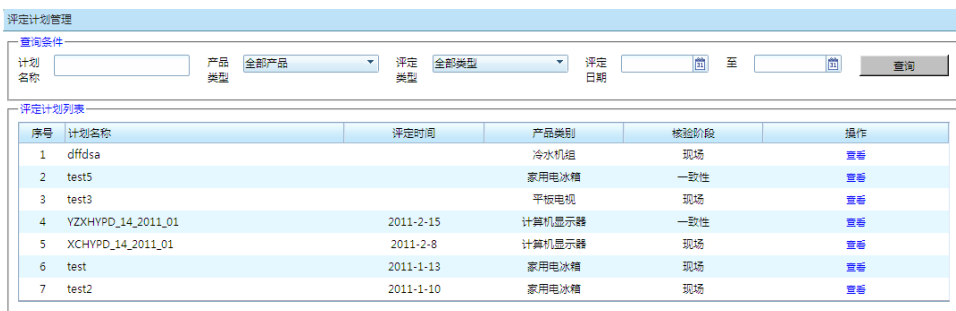 评定计划管理
查询条件
计划名称 产品类型 全部产品 评定类型 全部类型 评定日期 至 查询
评定计划列表
序号 计划名称 评定时间 产品类别 核验阶段 操作
1 dffdsa 冷水机组 现场 查看
2 test5 家用电冰箱 一致性 查看
3 test3 平板电视 现场 查看
4 YZXHYPD_14_2011_01 2011-2-15 计算机显示器 一致性 查看
5 XCHYPD_14_2011_01 2011-2-8 计算机显示器 现场 查看
6 test 2011-1-13 家用电冰箱 现场 查看
7 test2 2011-1-10 家用电冰箱 现场 查看